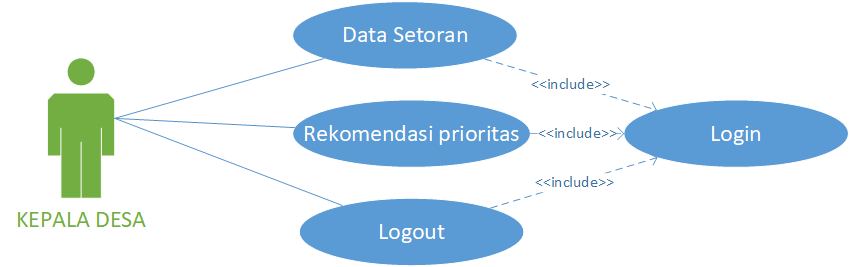 Data Setoran
<<include>>
Rekomendasi prioritas
<<include>>
Login
<<include>>
KEPALA DESA
Logout